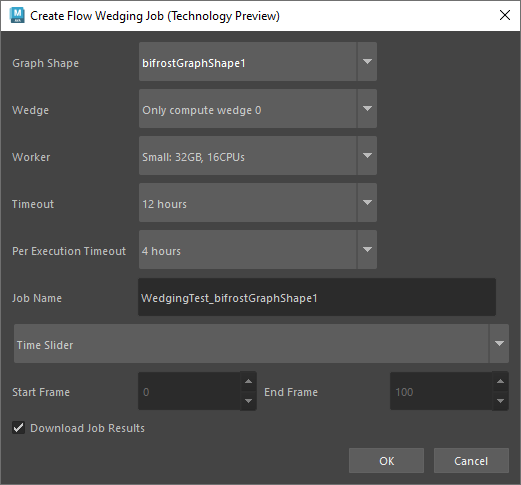 Create Flow Wedging Job (Technology Preview)
Graph Shape bifrostGraphShape1
Wedge Only compute wedge 0
Worker Small: 32GB, 16CPUs
Timeout 12 hours
Per Execution Timeout 4 hours
Job Name WedgingTest_bifrostGraphShape1
Time Slider
Start Frame 0 End Frame 100
Download Job Results
OK Cancel